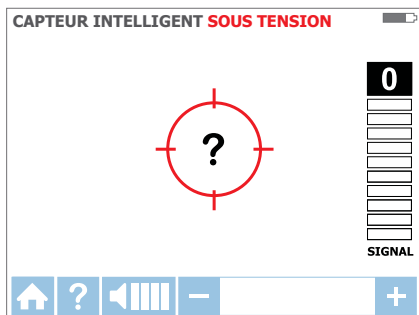 CAPTEUR INTELLIGENT SOUS TENSION
0
?
SIGNAL
? − +